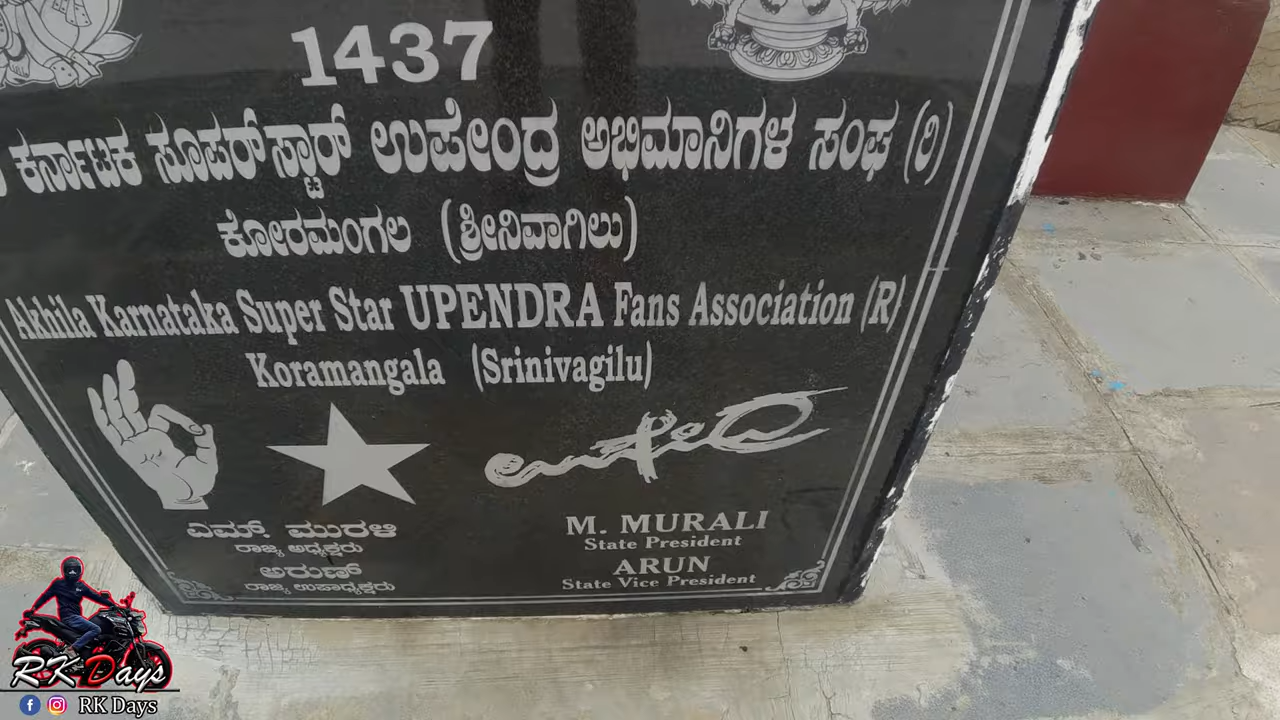 1437
ಕರ್ನಾಟಕ ಸೂಪರ್ ಸ್ಟಾರ್ ಉಪೇಂದ್ರ ಅಭಿಮಾನಿಗಳ ಸಂಘ (ರಿ)
ಕೋರಮಂಗಲ (ಶ್ರೀನಿವಾಗಿಲು)
Akhila Karnataka Super Star UPENDRA Fans Association (R)
Koramangala (Srinivagilu)
ಎಮ್. ಮುರಳಿ
ರಾಜ್ಯ ಅಧ್ಯಕ್ಷರು
ಅರುಣ್
ರಾಜ್ಯ ಉಪಾಧ್ಯಕ್ಷರು
M. MURALI
State President
ARUN
State Vice President
RK Days
RK Days